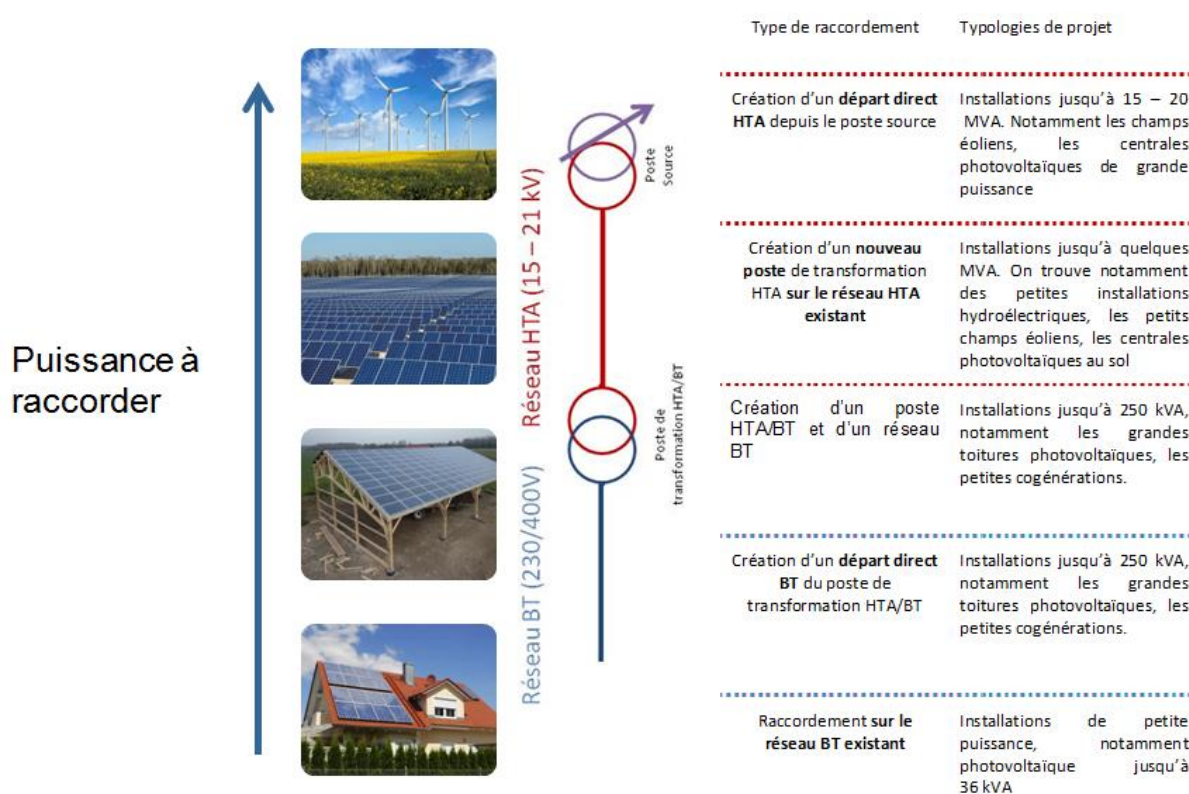 Puissance à
raccorder
Réseau HTA (15 – 21 kV)
Réseau BT (230/400V)
Poste
Source
Poste de
transformation HTA/BT
Type de raccordement
Typologies de projet
Création d'un départ direct
HTA depuis le poste source
Installations jusqu'à 15 – 20
MVA. Notamment les champs
éoliens, les centrales
photovoltaïques de grande
puissance
Création d'un nouveau
poste de transformation
HTA sur le réseau HTA
existant
Installations jusqu'à quelques
MVA. On trouve notamment
des petites installations
hydroélectriques, les petits
champs éoliens, les centrales
photovoltaïques au sol
Création d'un poste
HTA/BT et d'un réseau
BT
Installations jusqu'à 250 kVA,
notamment les grandes
toitures photovoltaïques, les
petites cogénérations.
Création d'un départ direct
BT du poste de
transformation HTA/BT
Installations jusqu'à 250 kVA,
notamment les grandes
toitures photovoltaïques, les
petites cogénérations.
Raccordement sur le
réseau BT existant
Installations de petite
puissance, notamment
photovoltaïque jusqu'à
36 kVA